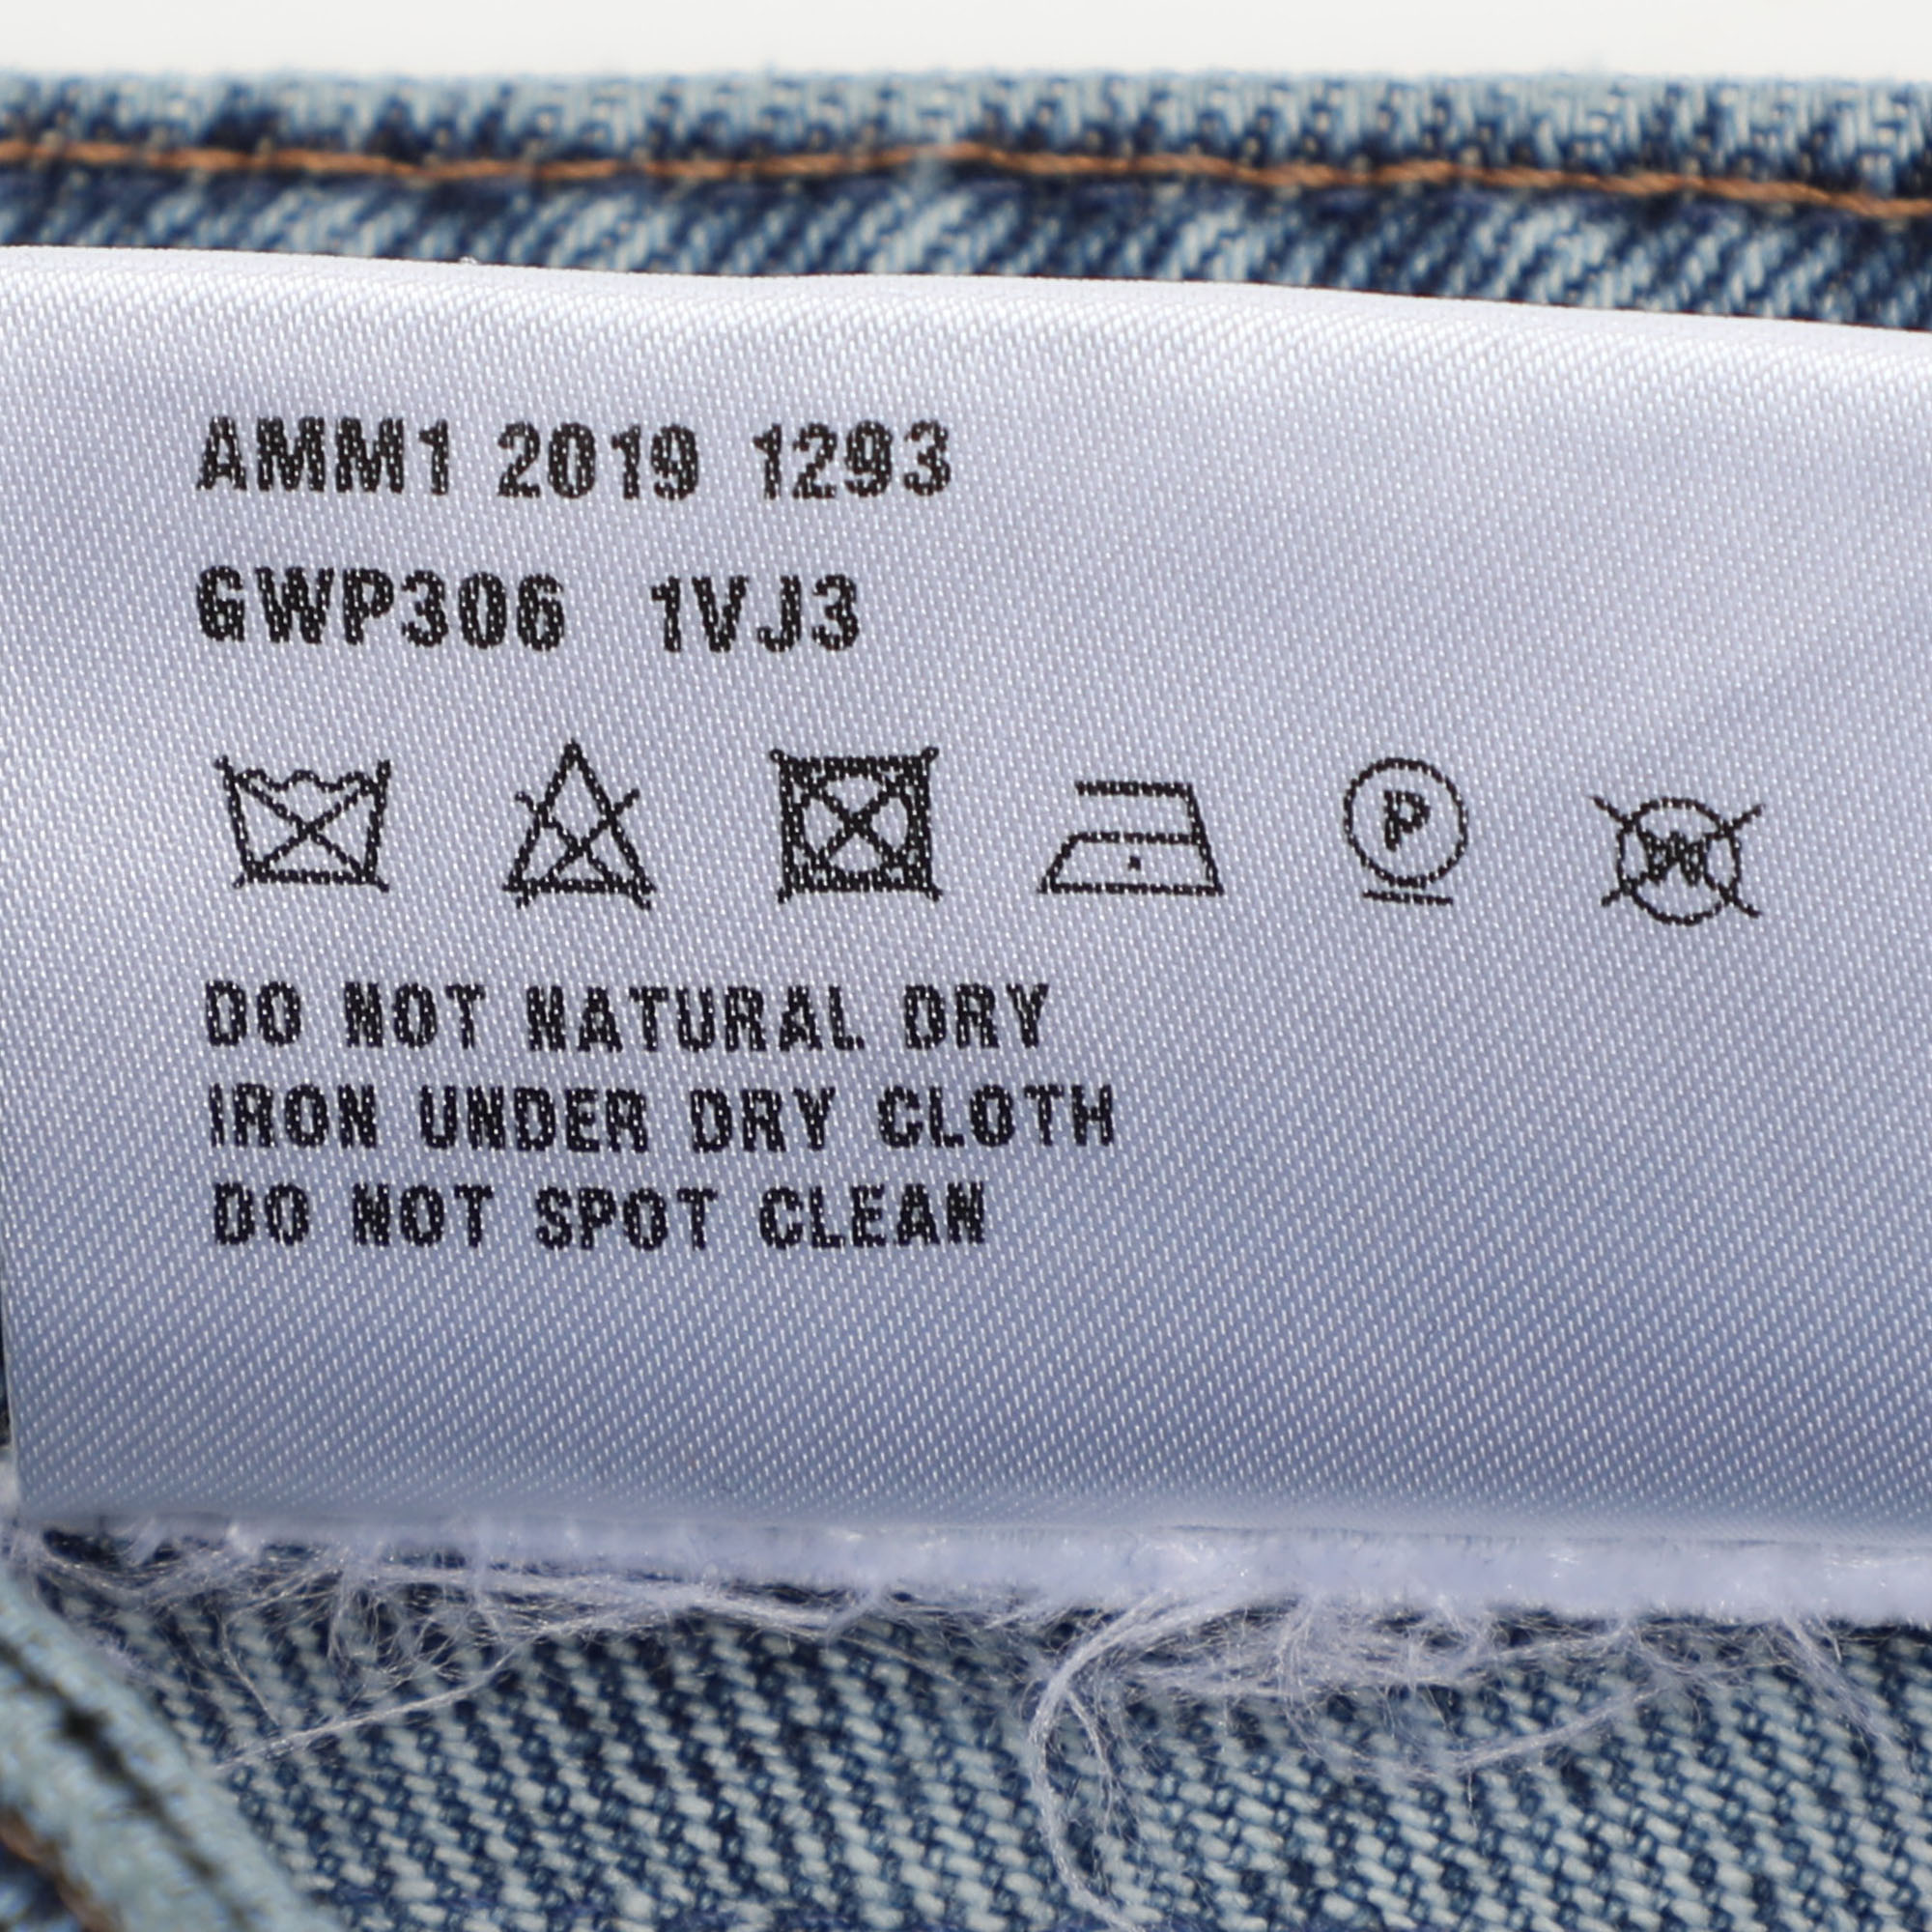 AMM1 2019 1293
GWP306 1VJ3
P W
DO NOT NATURAL DRY
IRON UNDER DRY CLOTH
DO NOT SPOT CLEAN